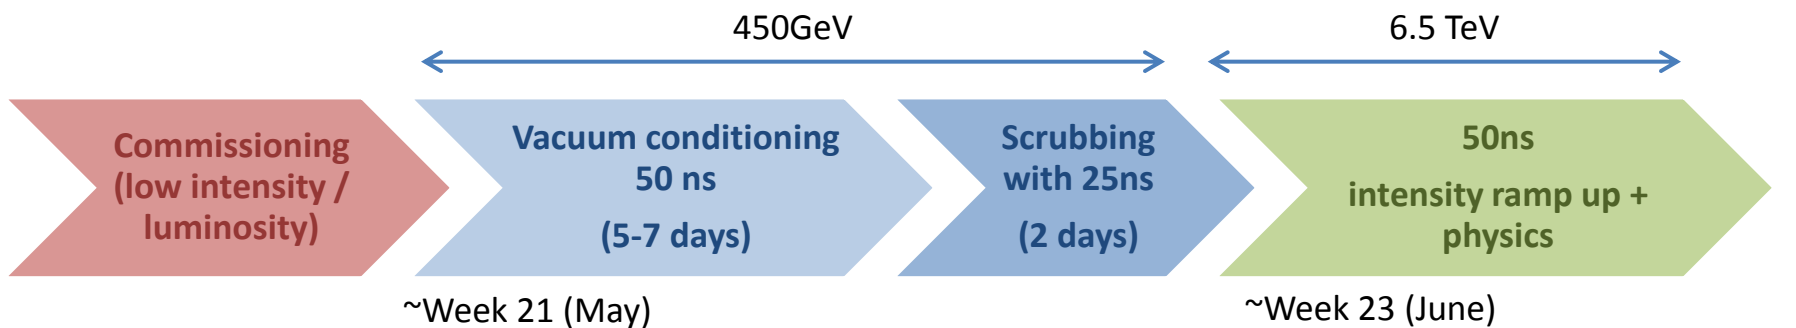 450GeV
6.5 TeV
Commissioning
(low intensity /
luminosity)
Vacuum conditioning
50 ns
(5-7 days)
Scrubbing
with 25ns
(2 days)
50ns
intensity ramp up +
physics
~Week 21 (May)
~Week 23 (June)